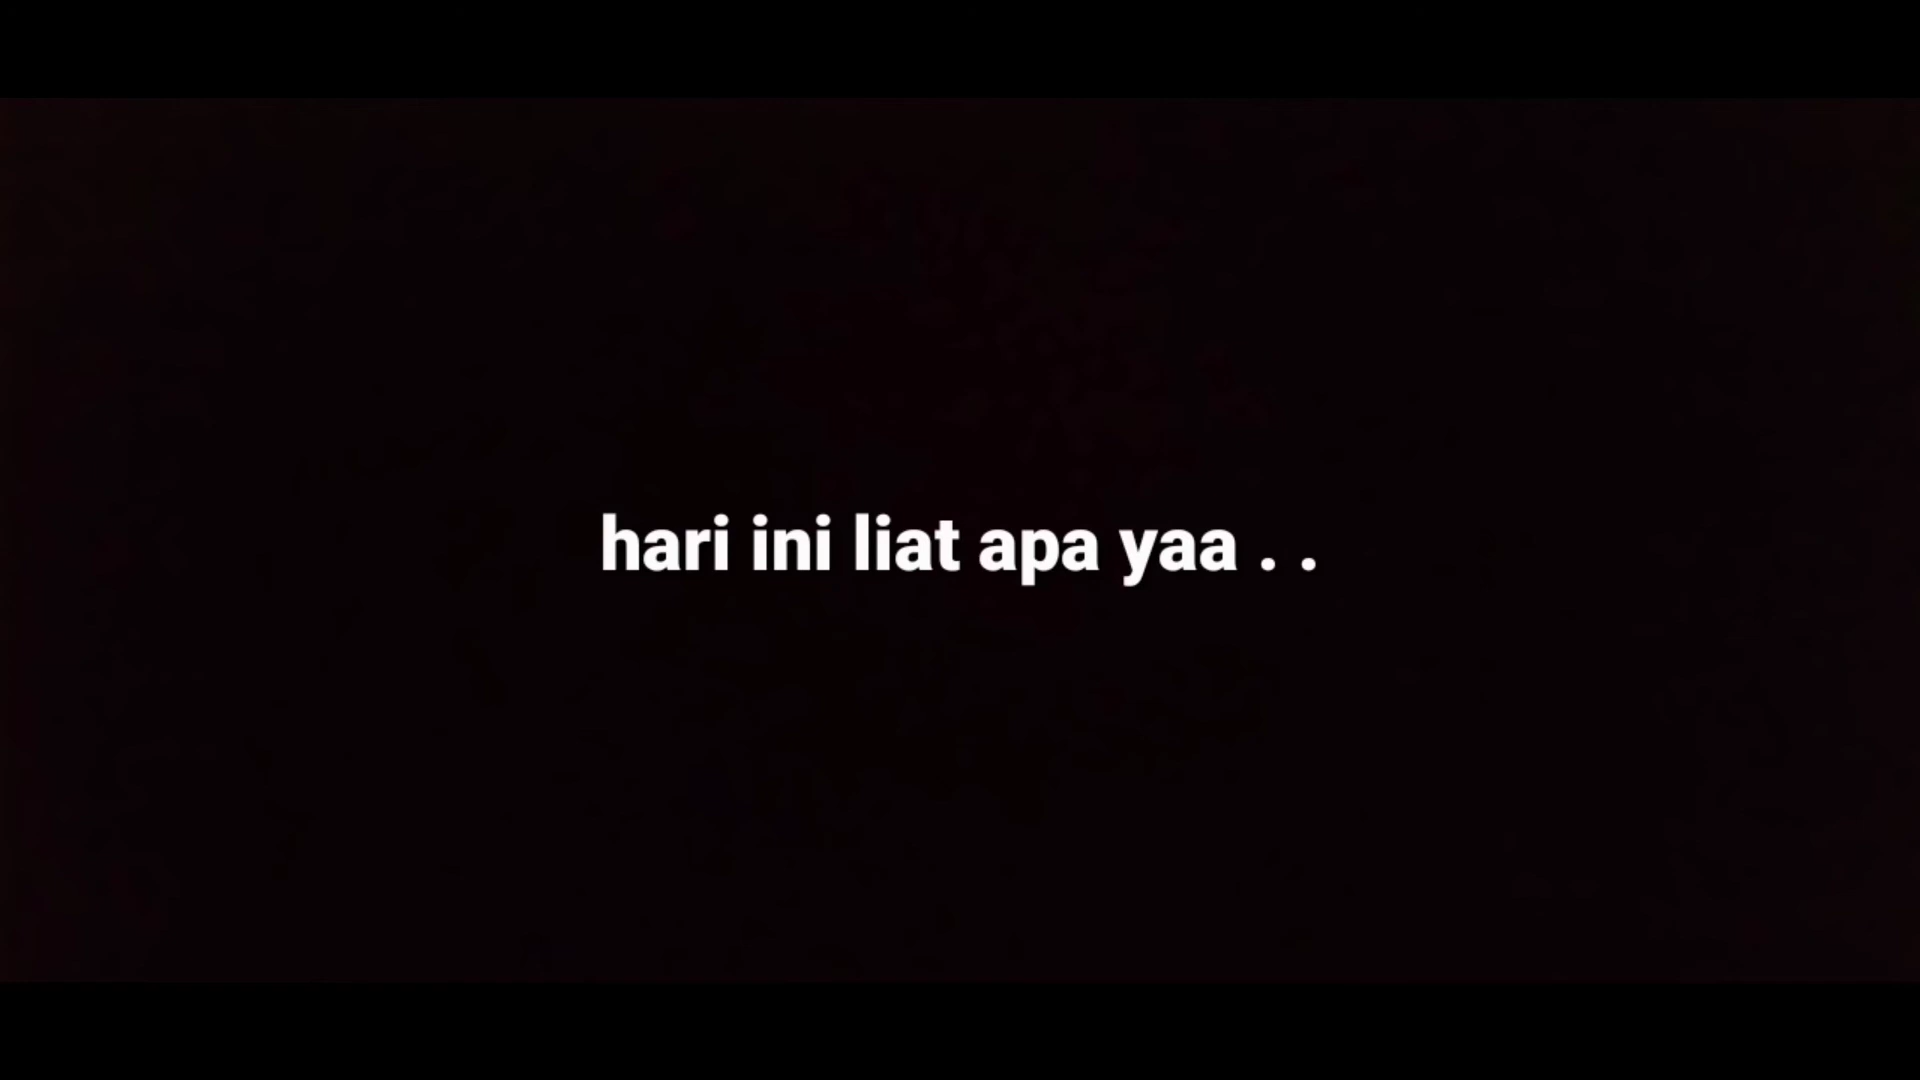 hari ini liat apa yaa . .